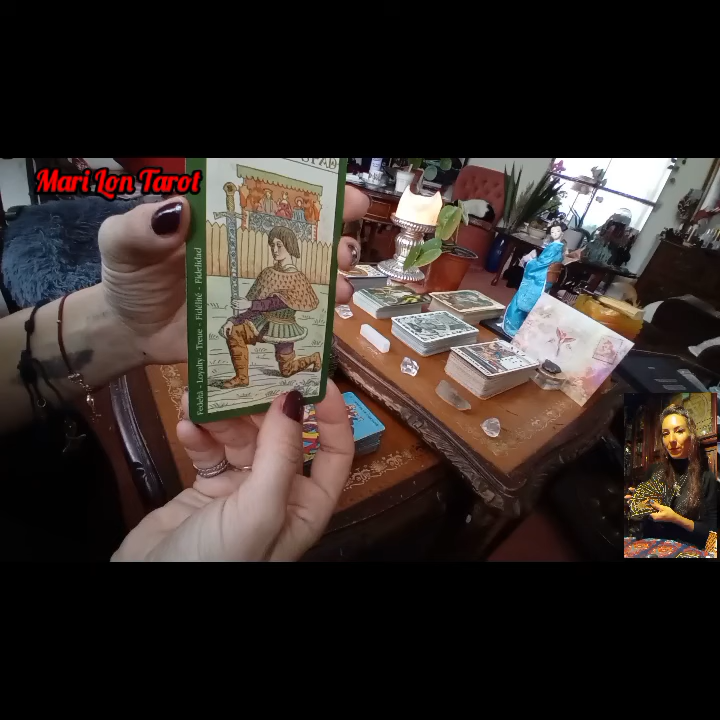 Mari Lon Tarot
Fedeltà - Loyalty - Treue - Fidélité - Fidelidad